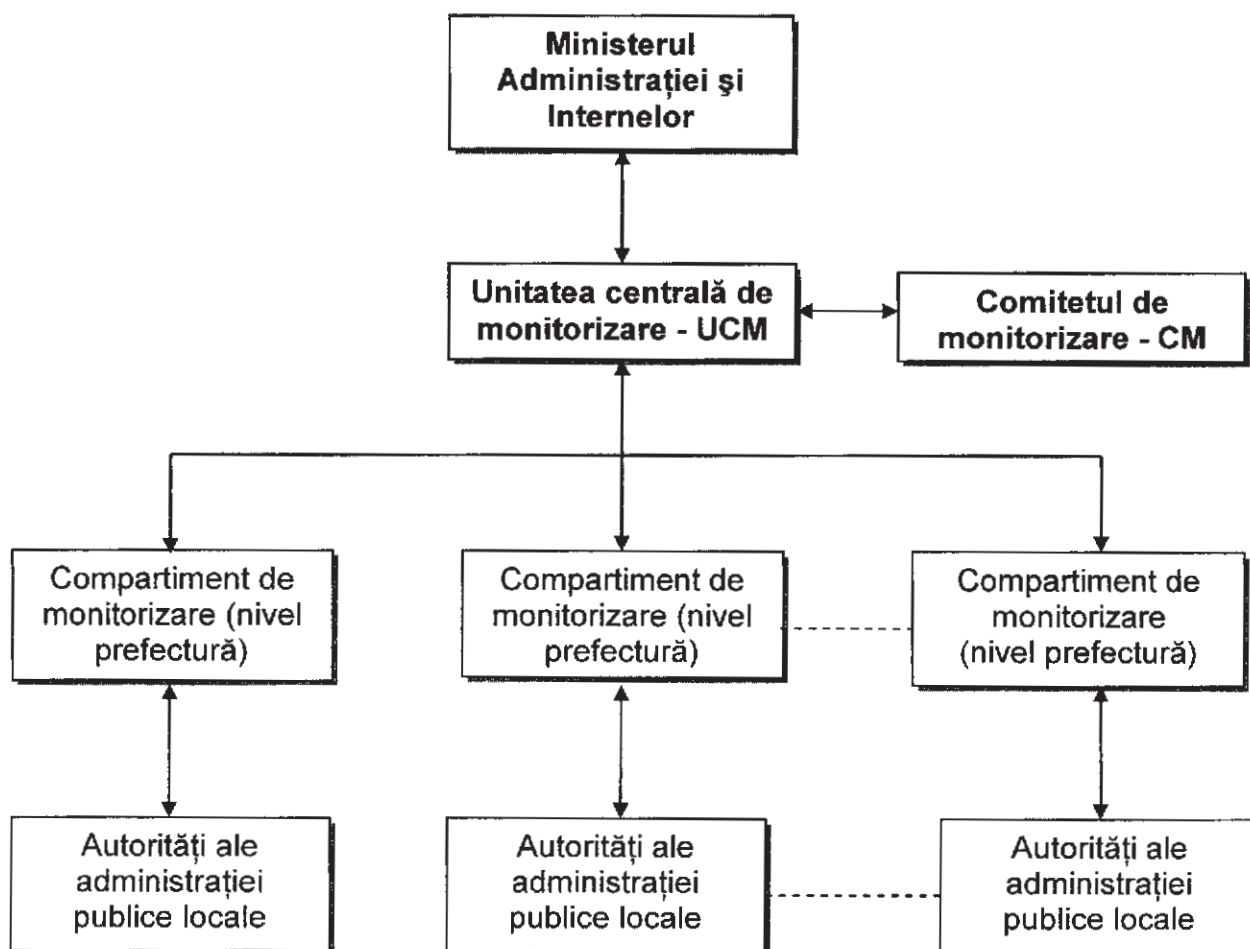 Ministerul
Administrației şi
Internelor
Unitatea centrală de
monitorizare - UCM
Comitetul de
monitorizare - CM
Compartiment de
monitorizare (nivel
prefectură)
Compartiment de
monitorizare (nivel
prefectură)
Compartiment de
monitorizare
(nivel prefectură)
Autorități ale
administrației
publice locale
Autorități ale
administrației
publice locale
Autorități ale
administrației
publice locale